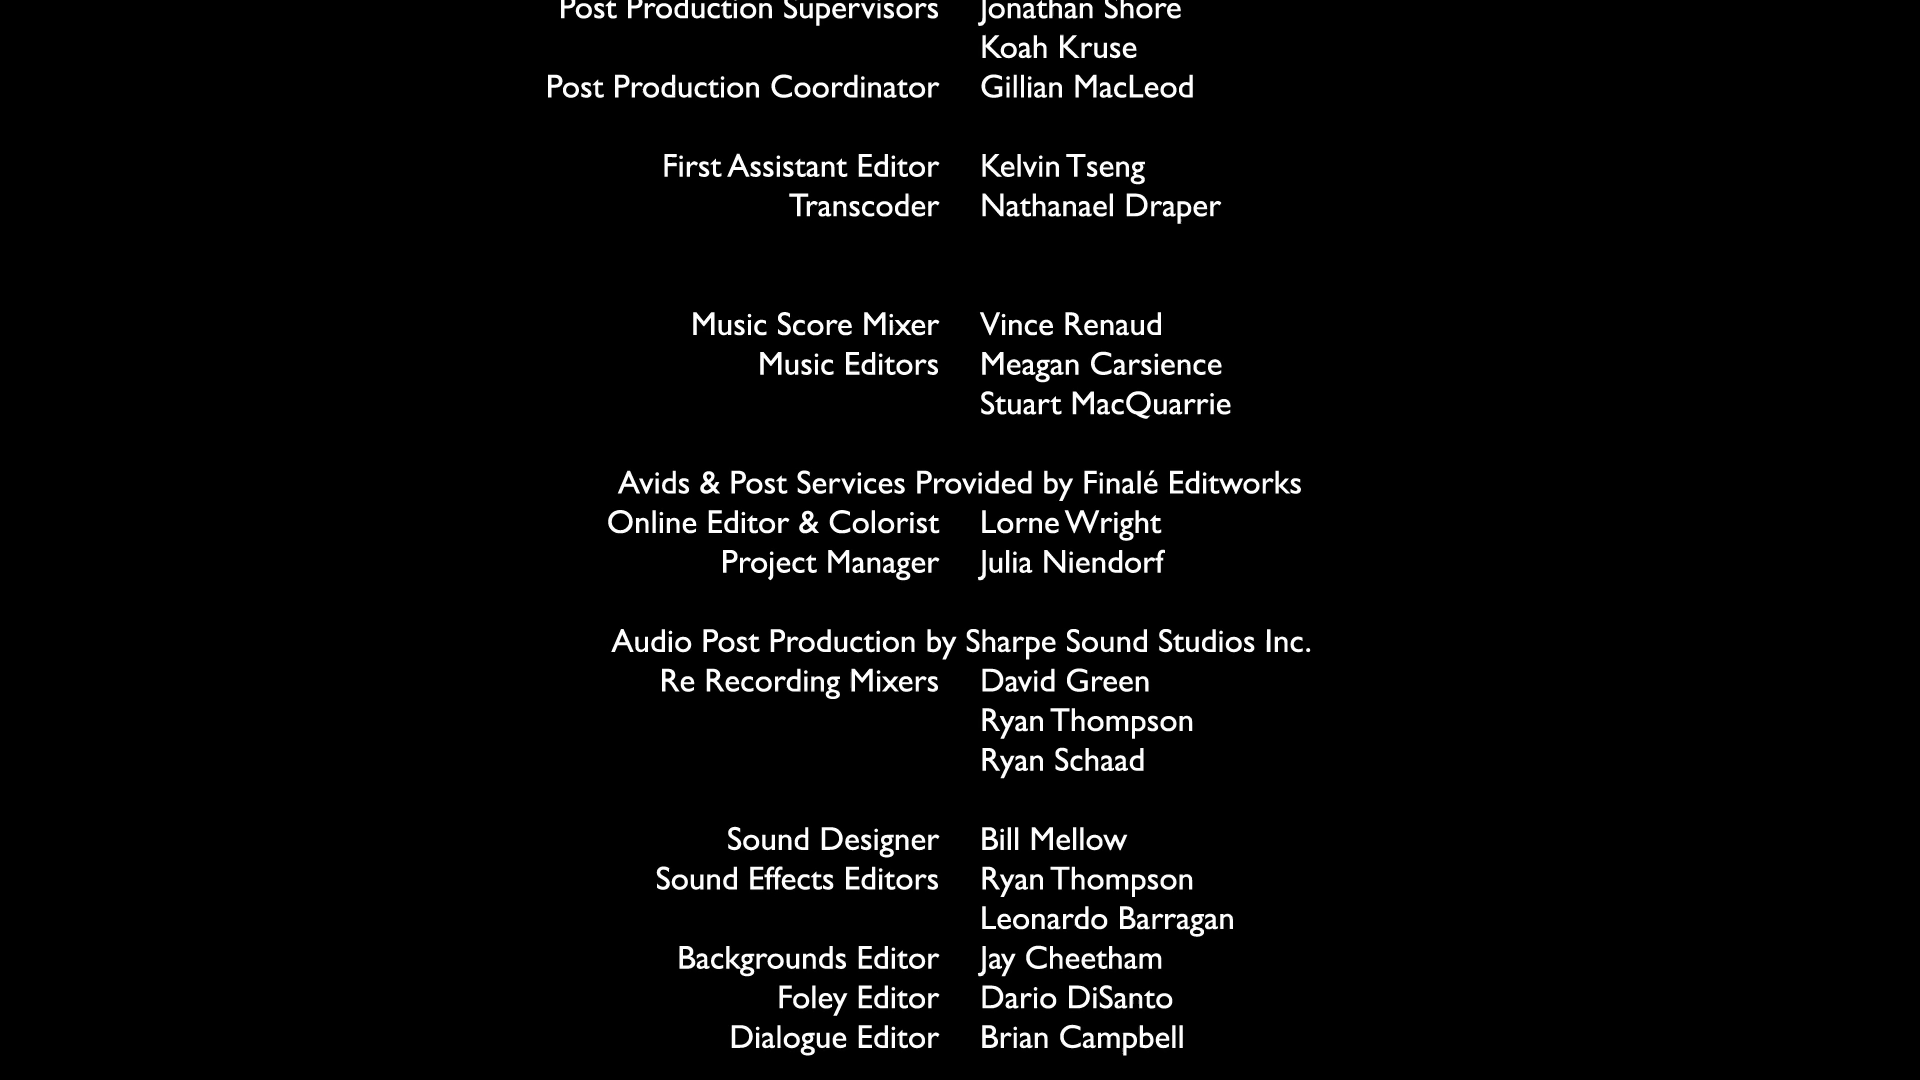 Post Production Supervisors Jonathan Shore
Koah Kruse
Post Production Coordinator Gillian MacLeod
First Assistant Editor Kelvin Tseng
Transcoder Nathanael Draper
Music Score Mixer Vince Renaud
Music Editors Meagan Carsience
Stuart MacQuarrie
Avids & Post Services Provided by Finalé Editworks
Online Editor & Colorist Lorne Wright
Project Manager Julia Niendorf
Audio Post Production by Sharpe Sound Studios Inc.
Re Recording Mixers David Green
Ryan Thompson
Ryan Schaad
Sound Designer Bill Mellow
Sound Effects Editors Ryan Thompson
Leonardo Barragan
Backgrounds Editor Jay Cheetham
Foley Editor Dario DiSanto
Dialogue Editor Brian Campbell